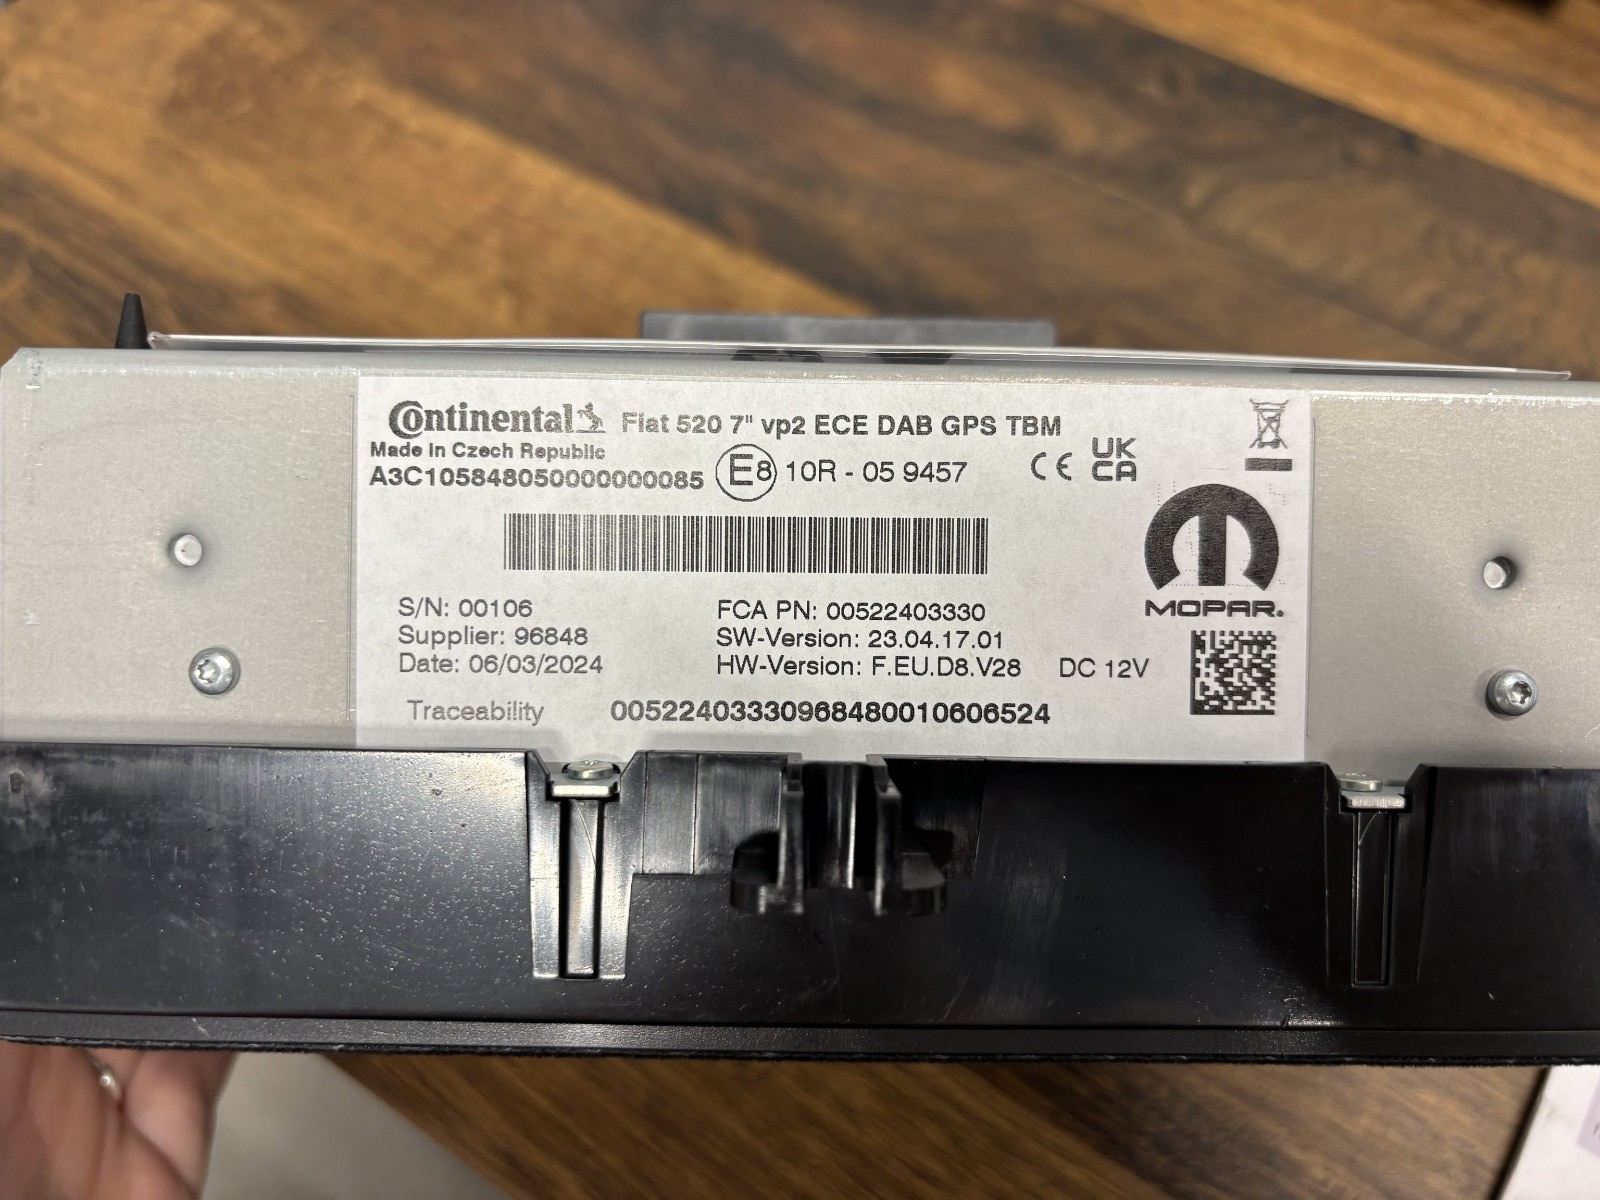 Continental Fiat 520 7" vp2 ECE DAB GPS TBM
Made in Czech Republic
A3C105848050000000085 E8 10R - 05 9457 CE UK CA
S/N: 00106 FCA PN: 00522403330 MOPAR®
Supplier: 96848 SW-Version: 23.04.17.01
Date: 06/03/2024 HW-Version: F.EU.D8.V28 DC 12V
Traceability 00522403330968480010606524